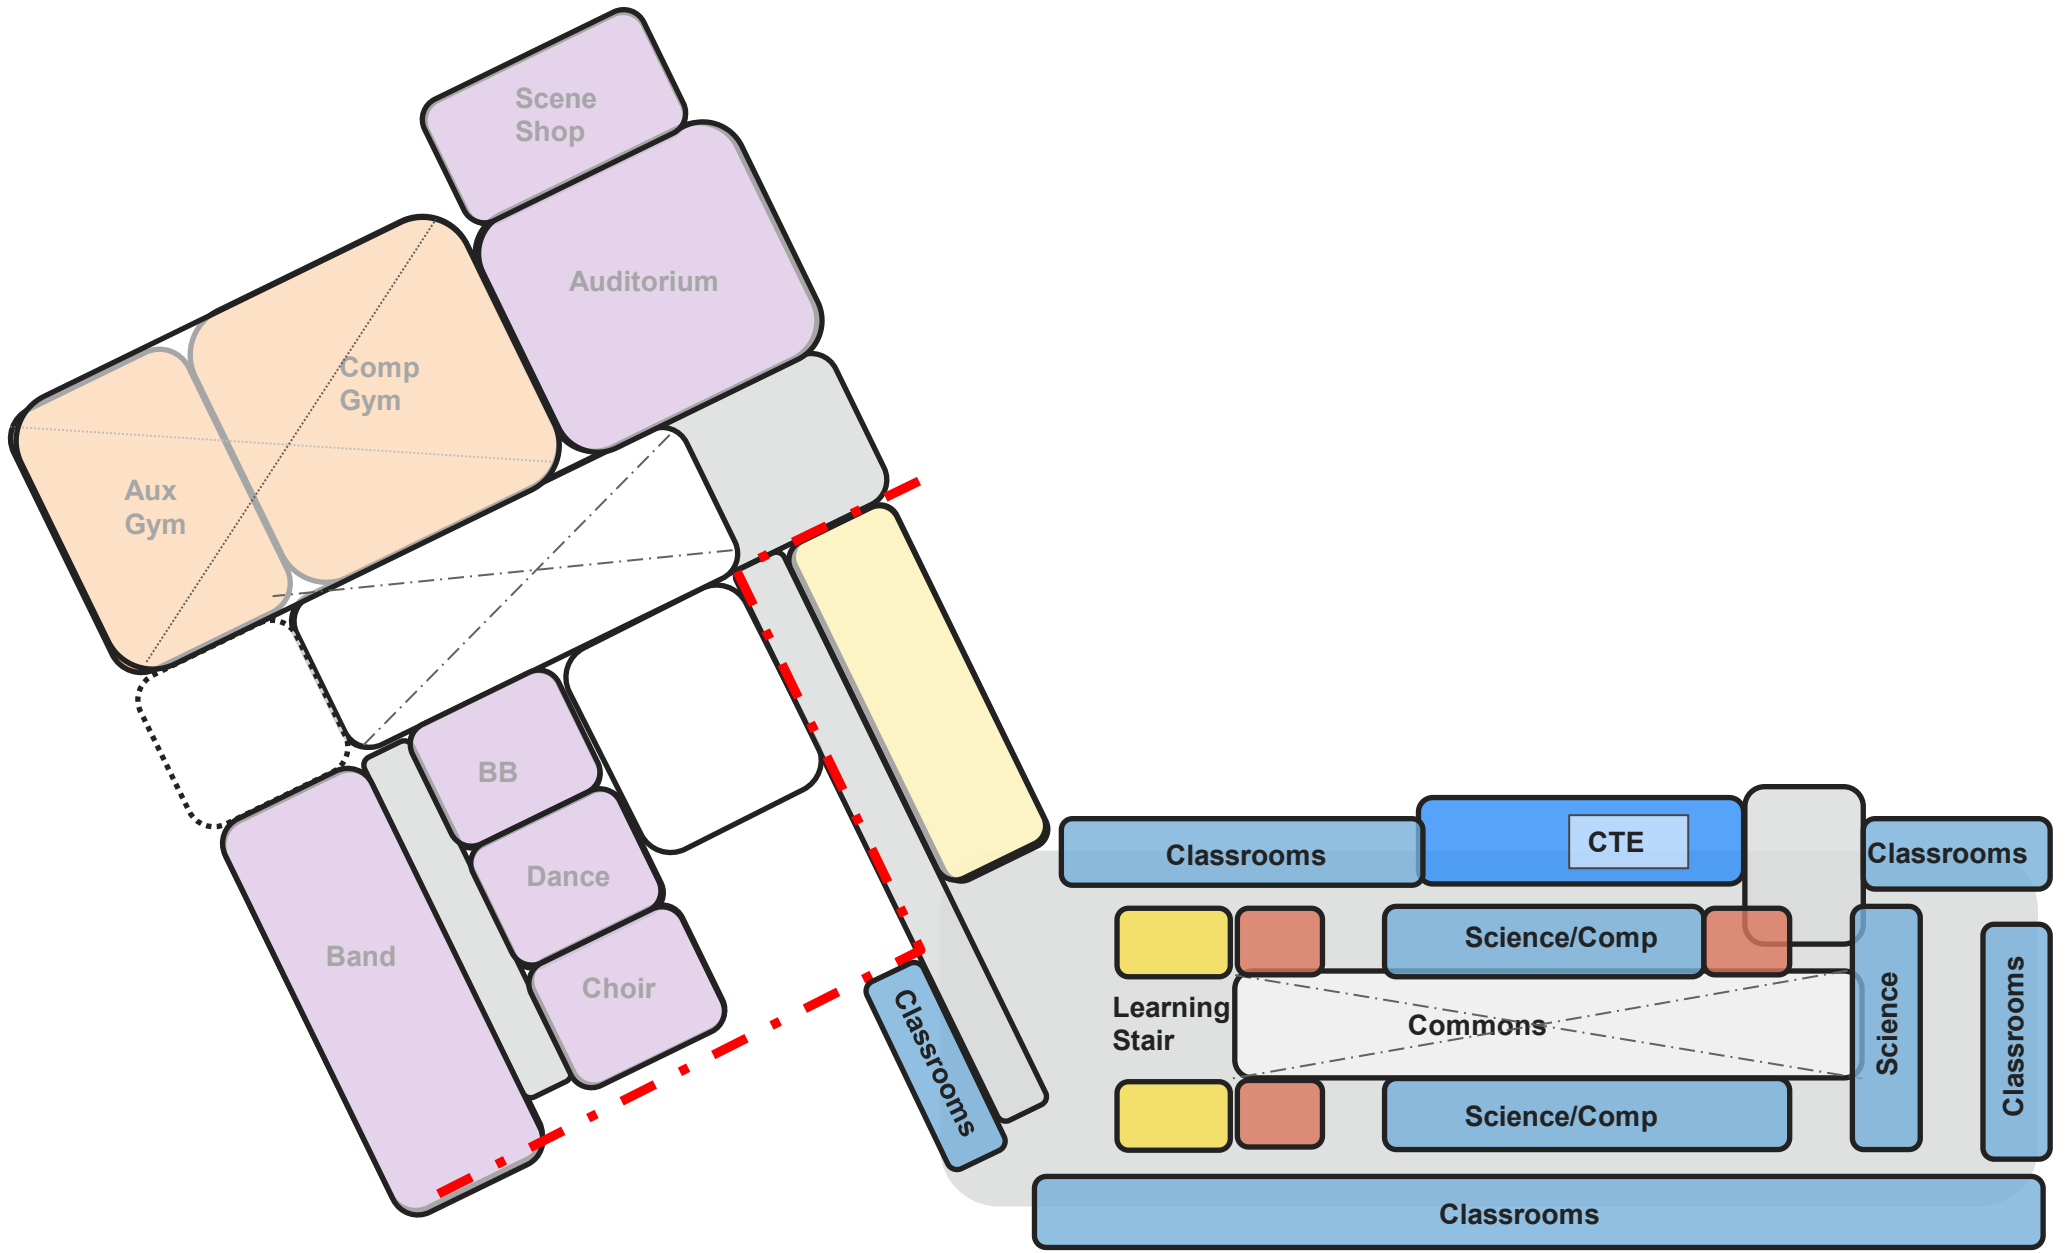 Scene
Shop
Auditorium
Comp
Gym
Aux
Gym
BB
Dance
Band
Choir
Classrooms
Classrooms
CTE
Classrooms
Science/Comp
Learning
Stair
Commons
Science
Classrooms
Science/Comp
Classrooms